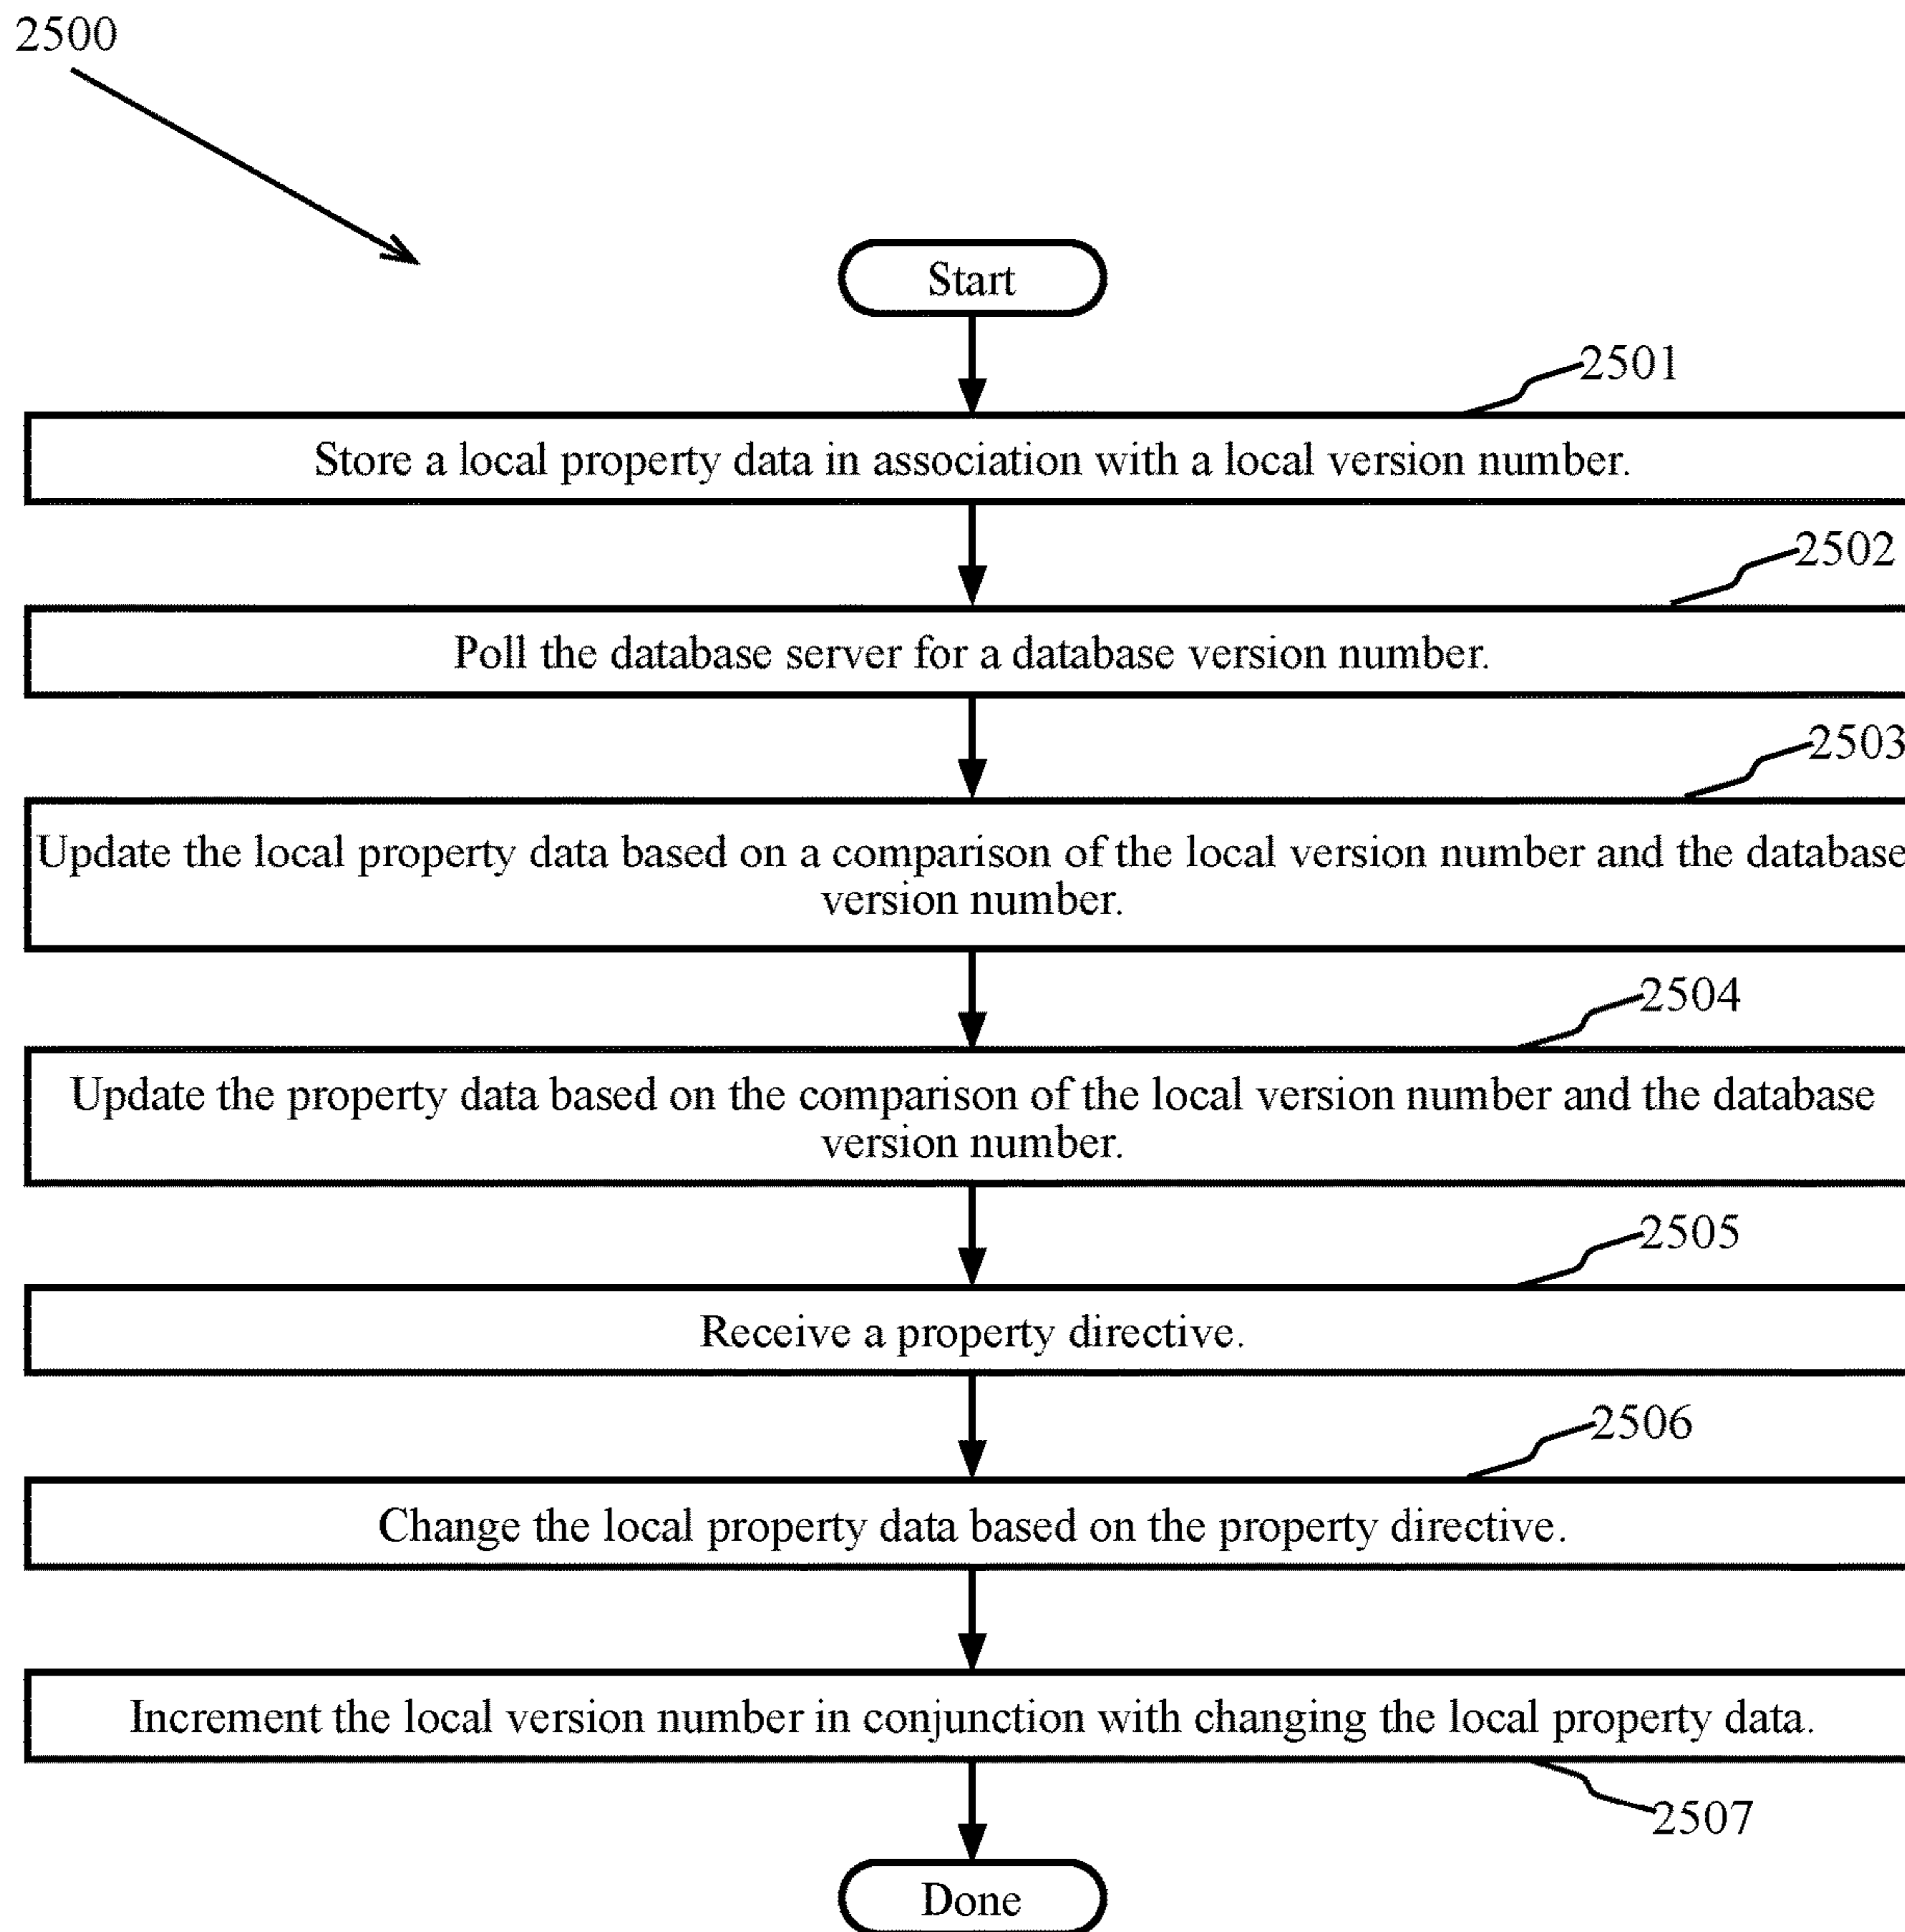 2500
Start
2501
Store a local property data in association with a local version number.
2502
Poll the database server for a database version number.
2503
Update the local property data based on a comparison of the local version number and the database
version number.
2504
Update the property data based on the comparison of the local version number and the database
version number.
2505
Receive a property directive.
2506
Change the local property data based on the property directive.
Increment the local version number in conjunction with changing the local property data.
2507
Done